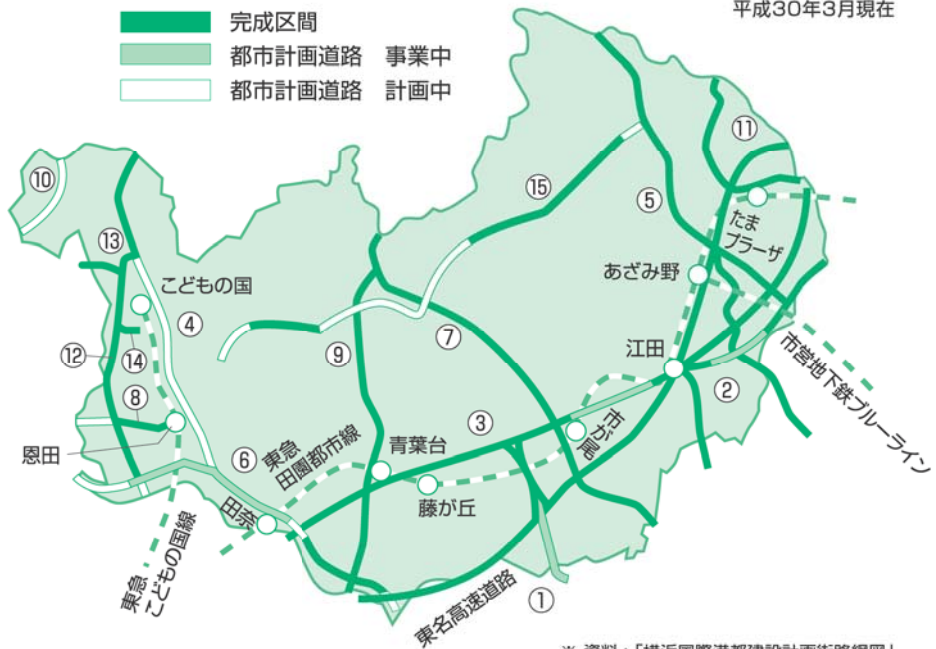 平成30年3月現在
完成区間
都市計画道路 事業中
都市計画道路 計画中
⑩
⑪
⑮
⑤
たま
プラーザ
⑬
こどもの国
あざみ野
④
⑦
⑨
⑫
⑭
江田
②
市営地下鉄ブルーライン
⑧
③
市が尾
恩田
⑥
東急
田園都市線
青葉台
藤が丘
田奈
東急
こどもの国線
東名高速道路
①